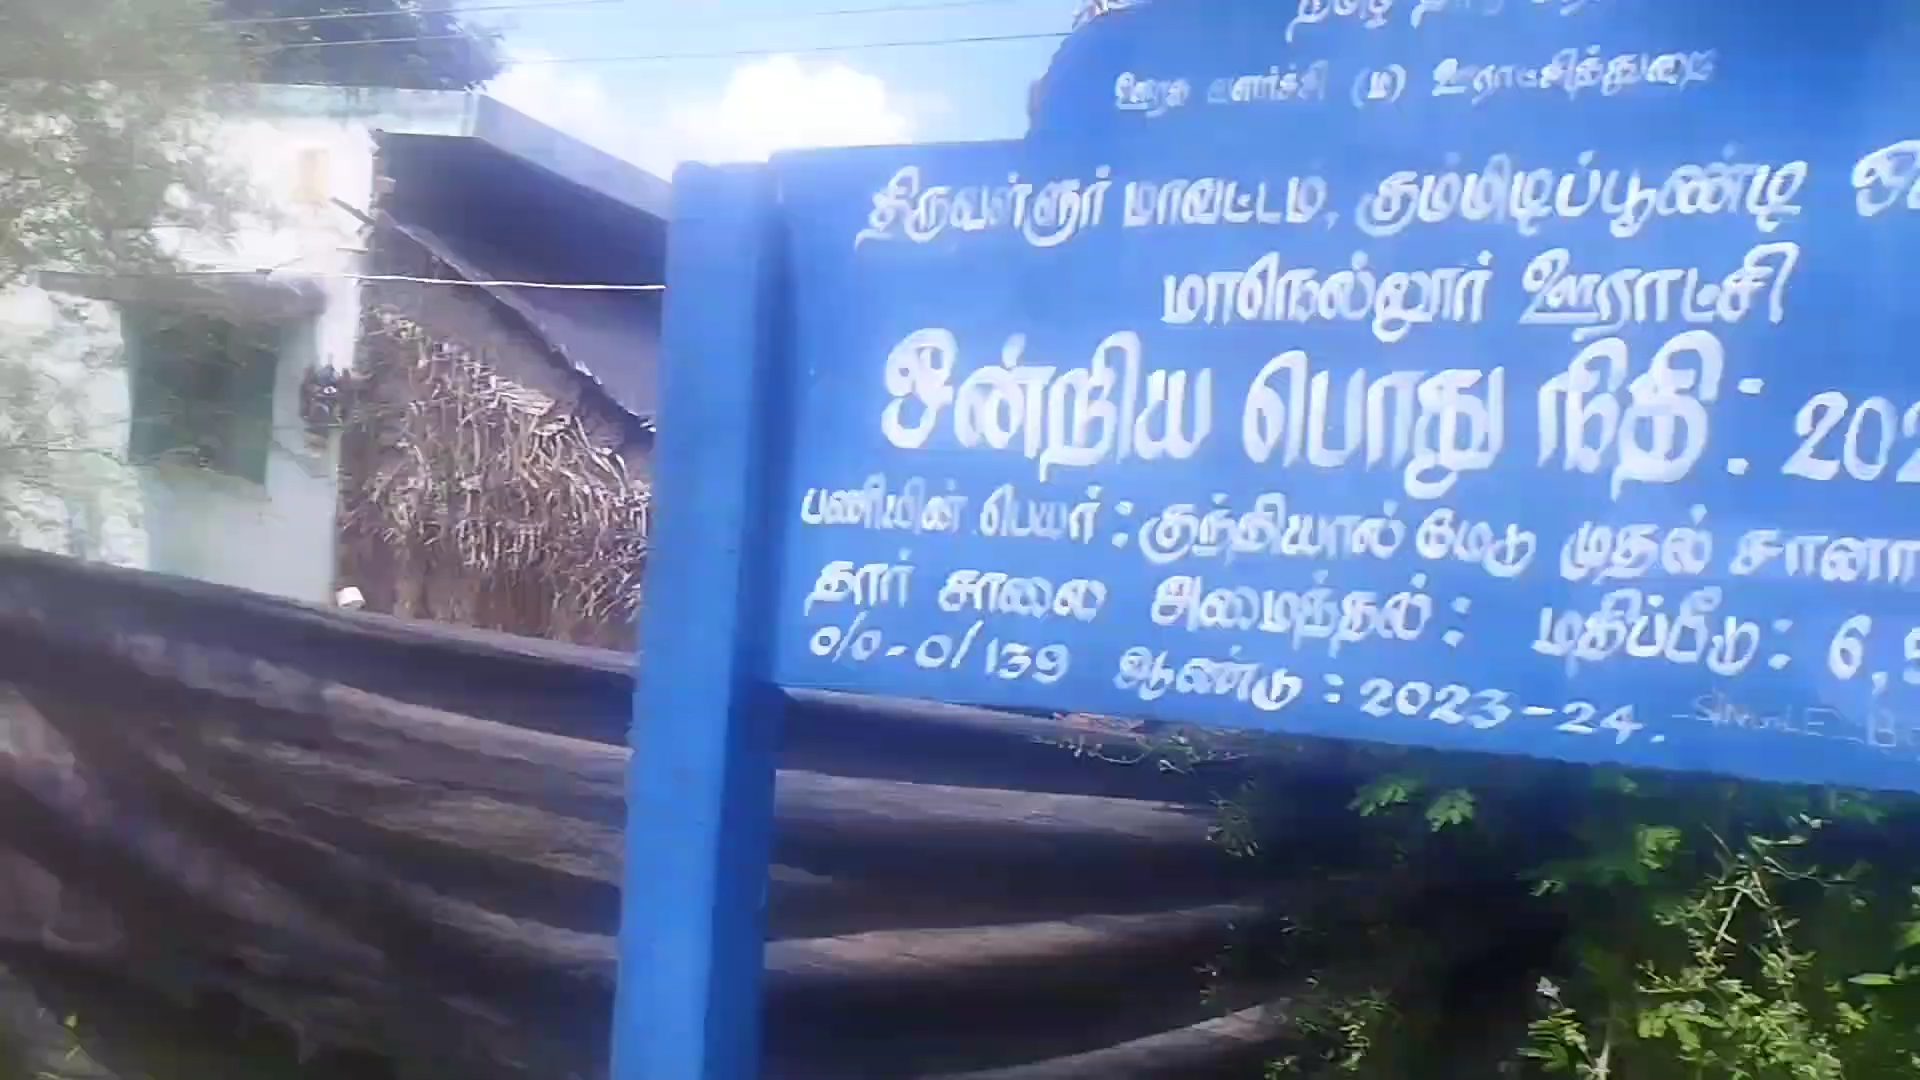 தமிழ்
ஊரக வளர்ச்சி (ம) ஊராட்சித்துறை
திருவள்ளூர் மாவட்டம், கும்மிடிப்பூண்டி
மாநெல்லூர் ஊராட்சி
ஒன்றிய பொது நிதி : 202
பணியின் பெயர் : குந்தியால் மேடு முதல் சானா
தார் சாலை அமைந்தல் : மதிப்பீடு : 6,5
0/0-0/139 ஆண்டு : 2023-24.